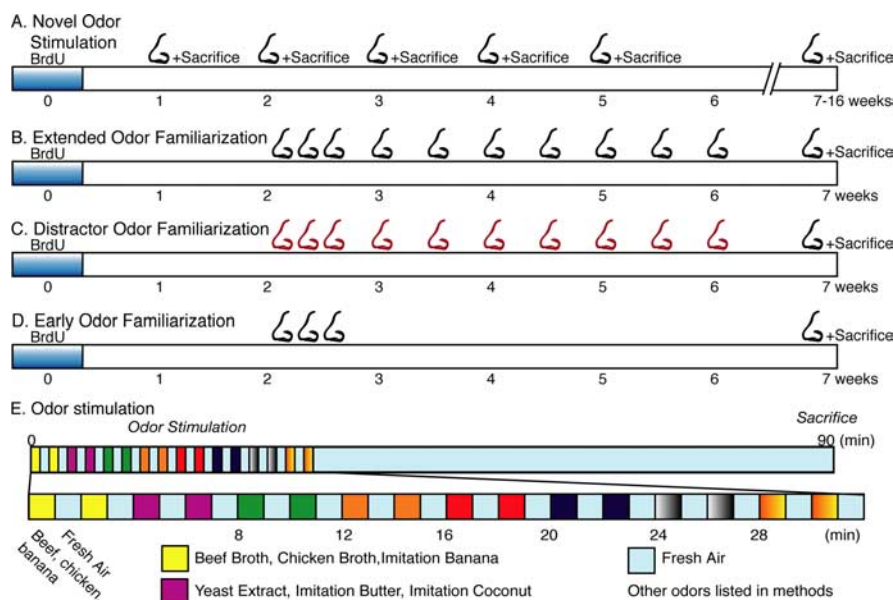 A. Novel Odor
Stimulation
BrdU
+Sacrifice +Sacrifice +Sacrifice +Sacrifice +Sacrifice +Sacrifice
0 1 2 3 4 5 6 7-16 weeks
B. Extended Odor Familiarization
BrdU
+Sacrifice
0 1 2 3 4 5 6 7 weeks
C. Distractor Odor Familiarization
BrdU
+Sacrifice
0 1 2 3 4 5 6 7 weeks
D. Early Odor Familiarization
BrdU
+Sacrifice
0 1 2 3 4 5 6 7 weeks
E. Odor stimulation
Odor Stimulation Sacrifice
0 90 (min)
8 12 16 20 24 28 (min)
Fresh Air
Beef, chicken
banana
Beef Broth, Chicken Broth,Imitation Banana Fresh Air
Yeast Extract, Imitation Butter, Imitation Coconut Other odors listed in methods